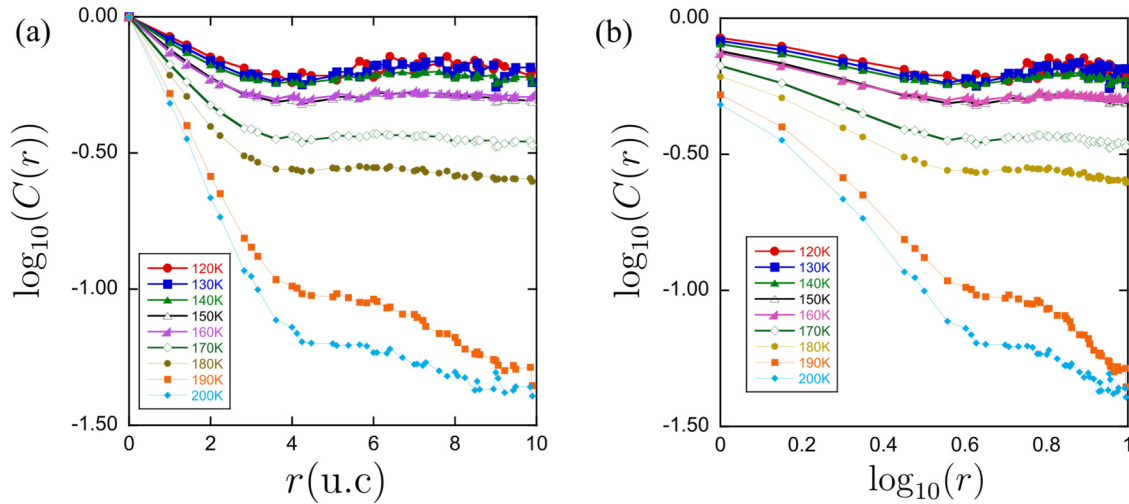 (a)
log10(C(r))
0.00
-0.50
-1.00
-1.50
120K
130K
140K
150K
160K
170K
180K
190K
200K
0 2 4 6 8 10
r(u.c)
(b)
log10(C(r))
0.00
-0.50
-1.00
-1.50
120K
130K
140K
150K
160K
170K
180K
190K
200K
0 0.2 0.4 0.6 0.8 1
log10(r)